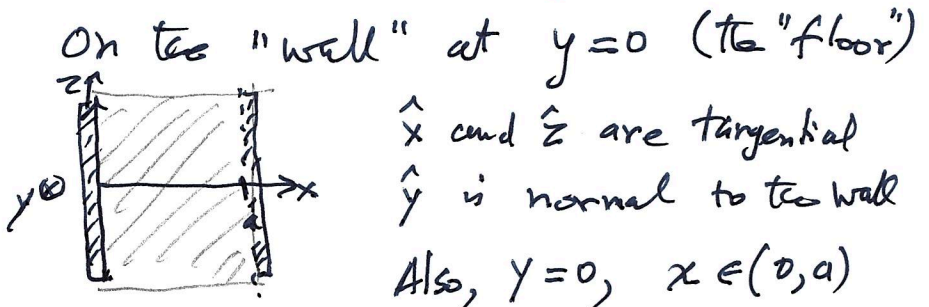 On the "wall" at y=0 (the "floor")
z
x̂ and ẑ are tangential
y⊗ x
ŷ is normal to the wall
a
Also, y=0, x∈(0,a)